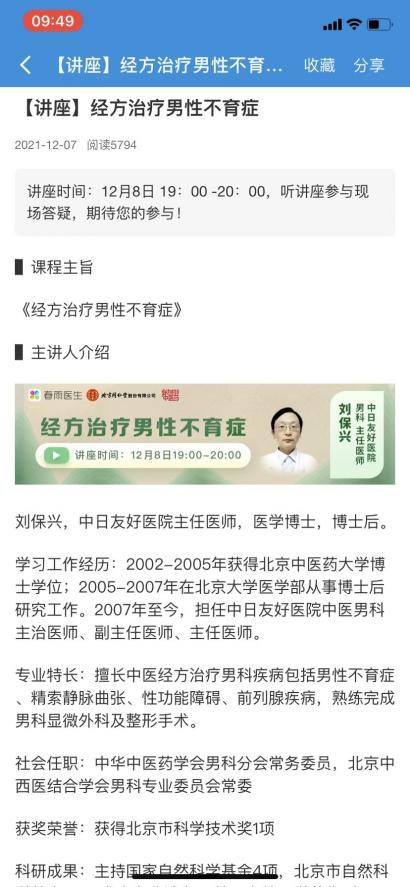 09:49
【讲座】经方治疗男性不育... 收藏 分享
【讲座】经方治疗男性不育症
2021-12-07 阅读5794
讲座时间：12月8日 19：00 -20：00，听讲座参与现
场答疑，期待您的参与！
课程主旨
《经方治疗男性不育症》
主讲人介绍
春雨医生 北京同仁堂股份有限公司
经方治疗男性不育症
讲座时间：12月8日19:00-20:00
中日友好医院
男科 主任医师
刘保兴
刘保兴，中日友好医院主任医师，医学博士，博士后。
学习工作经历：2002-2005年获得北京中医药大学博
士学位；2005-2007年在北京大学医学部从事博士后
研究工作。2007年至今，担任中日友好医院中医男科
主治医师、副主任医师、主任医师。
专业特长：擅长中医经方治疗男科疾病包括男性不育症
、精索静脉曲张、性功能障碍、前列腺疾病，熟练完成
男科显微外科及整形手术。
社会任职：中华中医药学会男科分会常务委员，北京中
西医结合学会男科专业委员会常委
获奖荣誉：获得北京市科学技术奖1项
科研成果：主持国家自然科学基金4项，北京市自然科